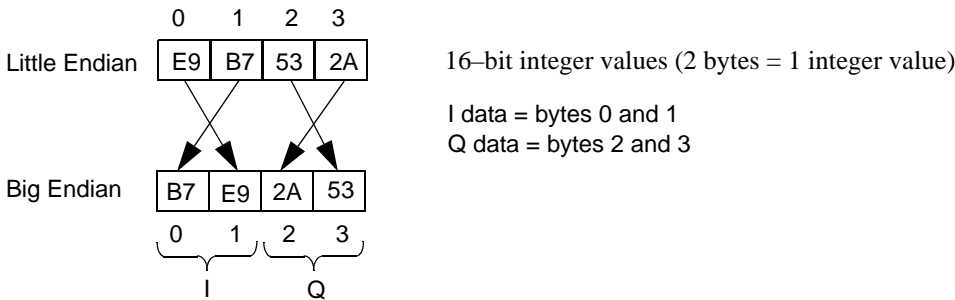 0 1 2 3
Little Endian E9 B7 53 2A
16–bit integer values (2 bytes = 1 integer value)
I data = bytes 0 and 1
Q data = bytes 2 and 3
Big Endian B7 E9 2A 53
0 1 2 3
I Q